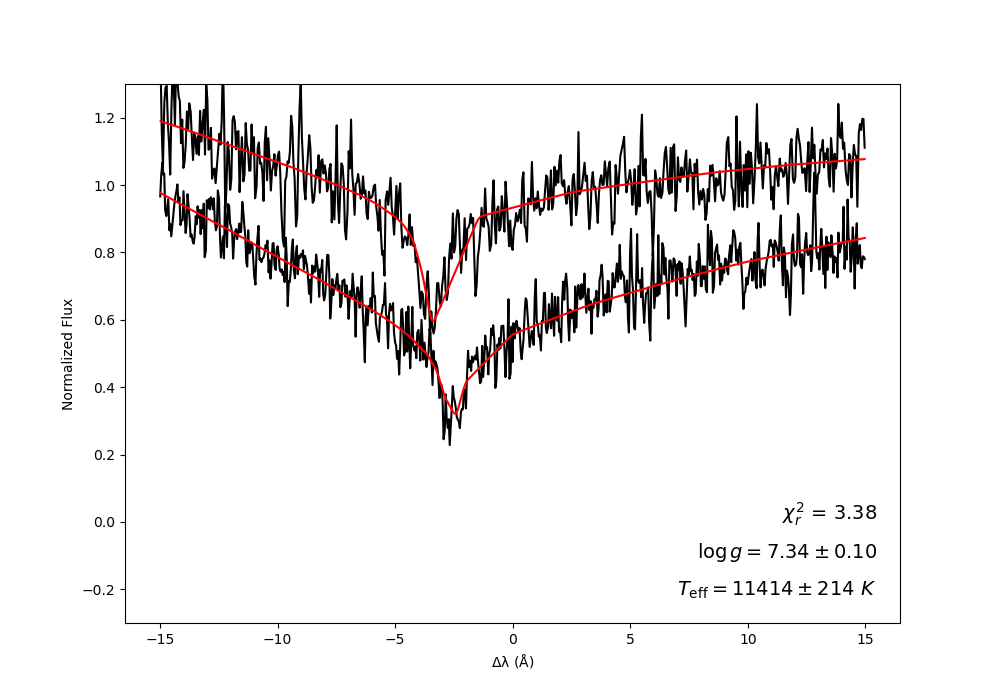 1.2
1.0
0.8
0.6
0.4
0.2
0.0
−0.2
Normalized Flux
χ²ᵣ = 3.38
log g = 7.34 ± 0.10
T_eff = 11414 ± 214 K
−15 −10 −5 0 5 10 15
Δλ (Å)